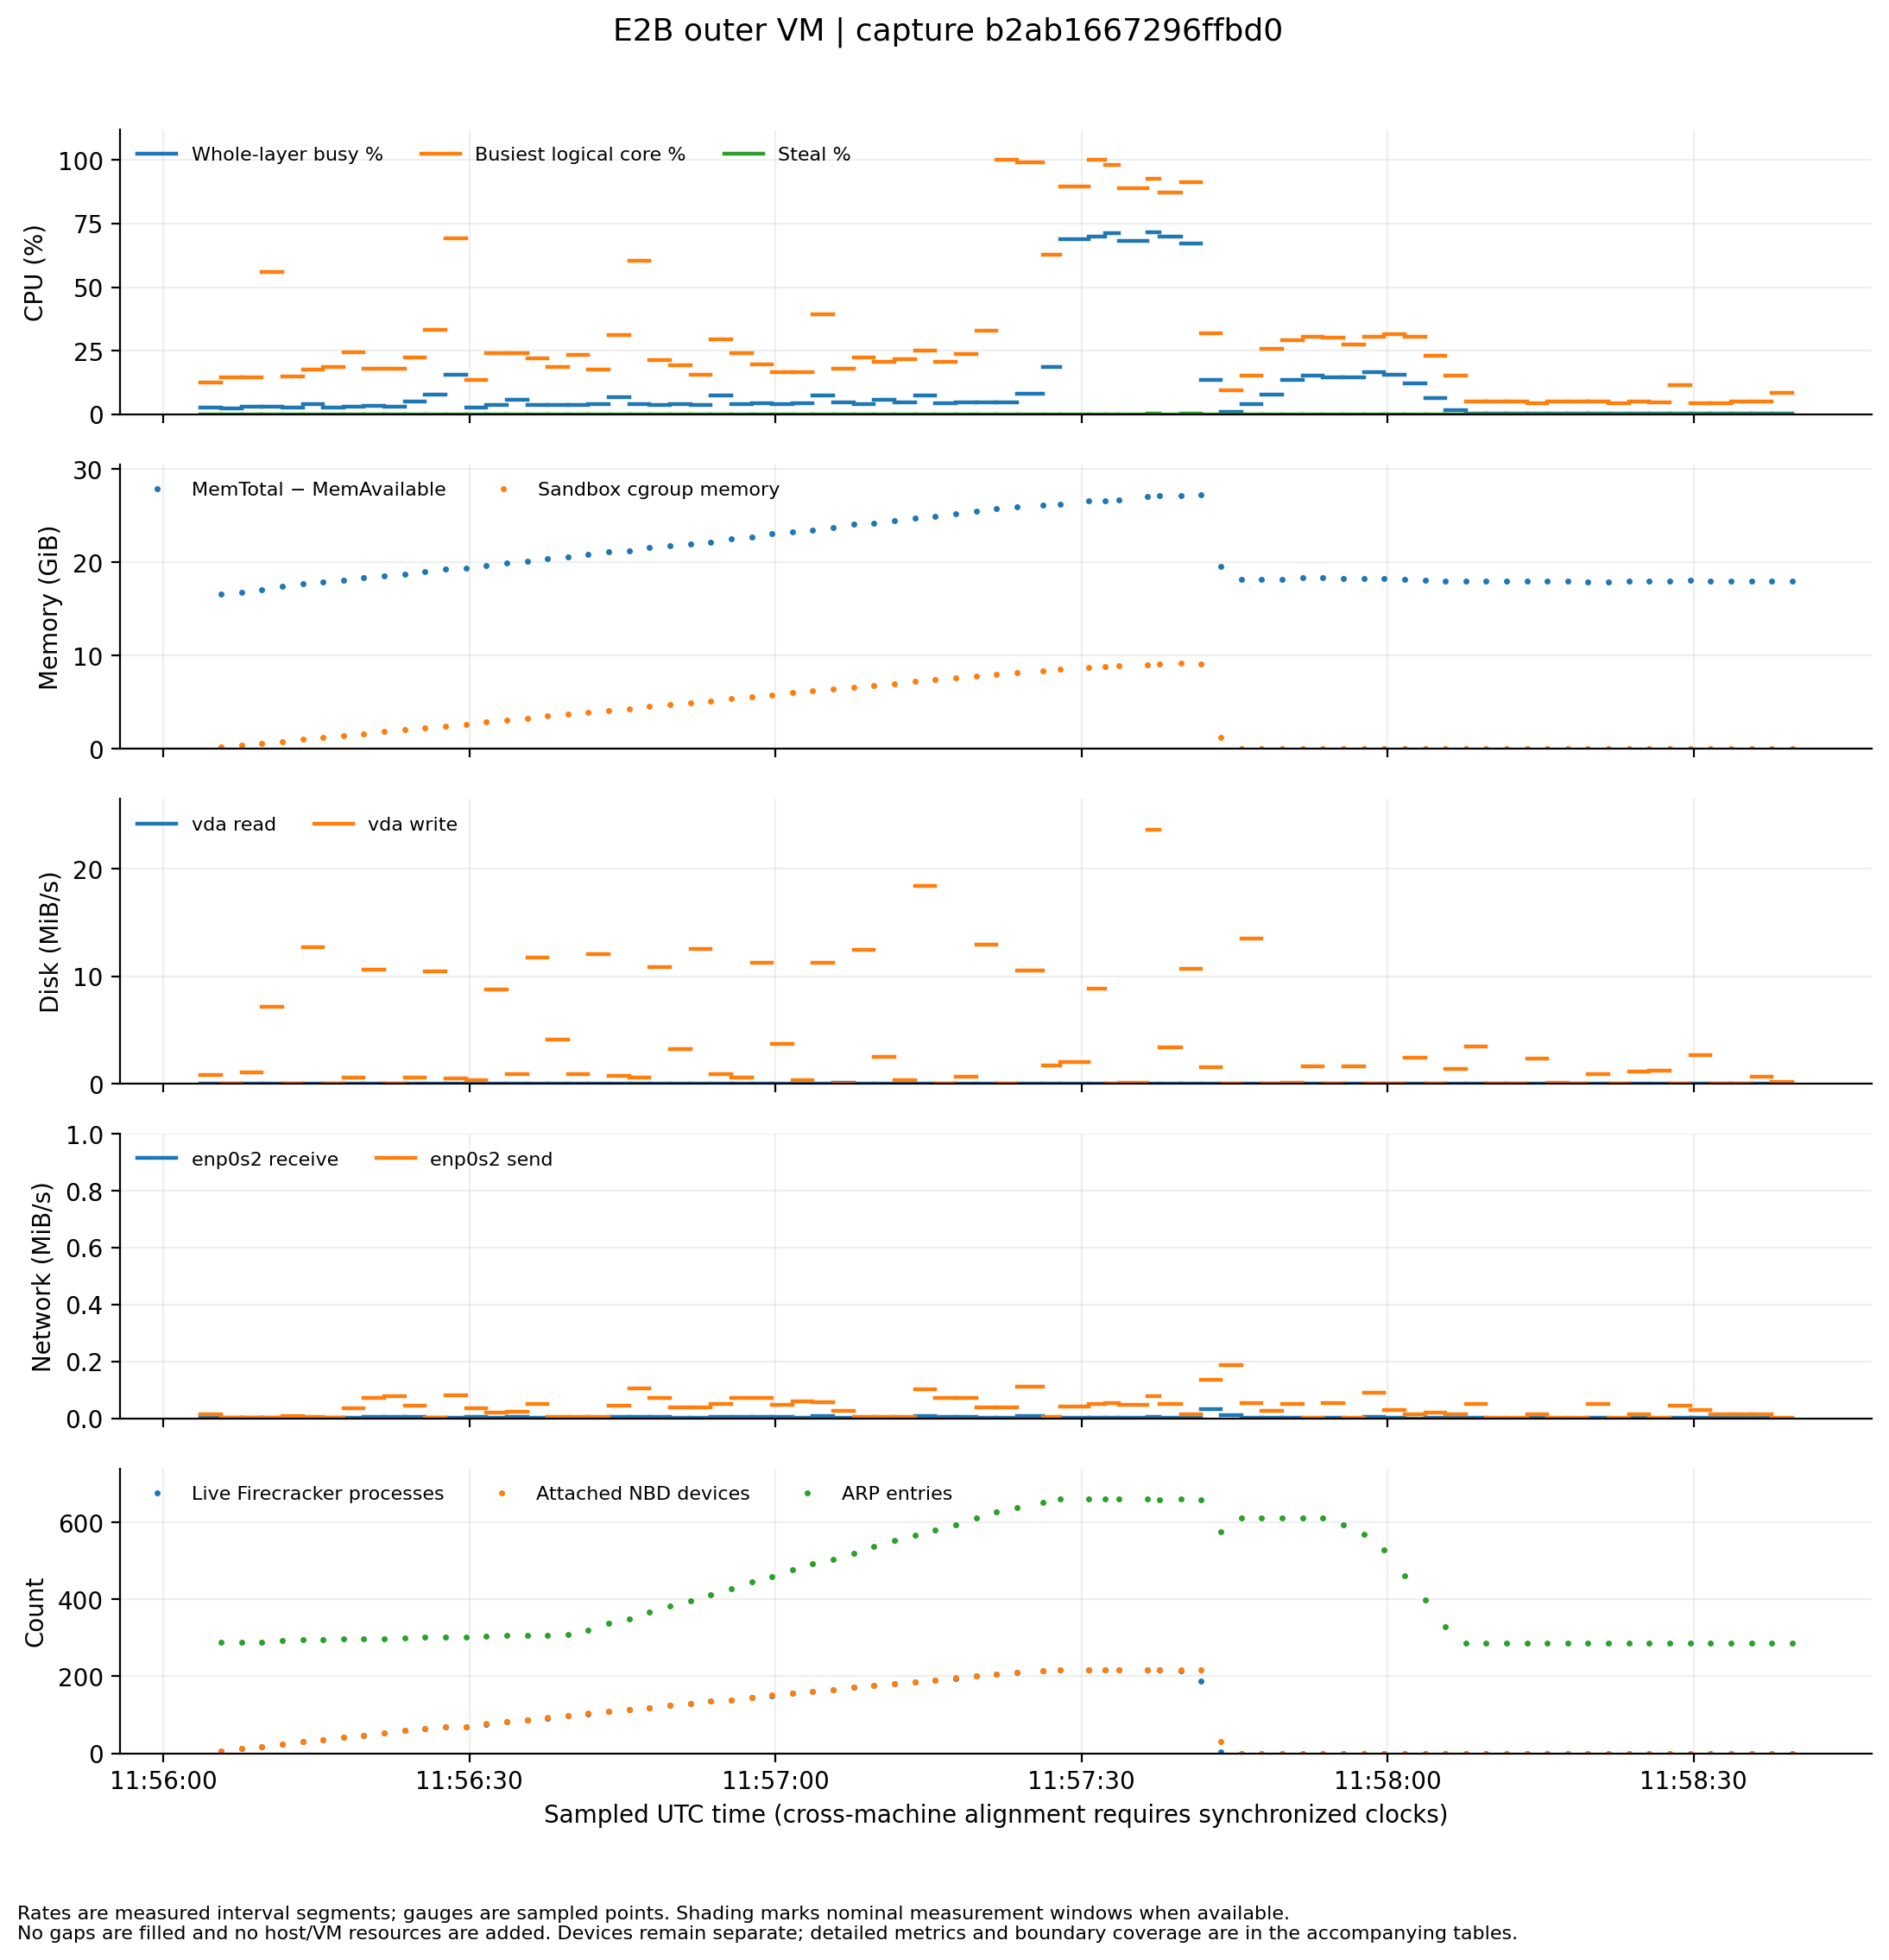 E2B outer VM | capture b2ab1667296ffbd0
Whole-layer busy %
Busiest logical core %
Steal %
CPU (%)
100
75
50
25
0
MemTotal − MemAvailable
Sandbox cgroup memory
Memory (GiB)
30
20
10
0
vda read
vda write
Disk (MiB/s)
20
10
0
enp0s2 receive
enp0s2 send
Network (MiB/s)
1.0
0.8
0.6
0.4
0.2
0.0
Live Firecracker processes
Attached NBD devices
ARP entries
Count
600
400
200
0
11:56:00
11:56:30
11:57:00
11:57:30
11:58:00
11:58:30
Sampled UTC time (cross-machine alignment requires synchronized clocks)
Rates are measured interval segments; gauges are sampled points. Shading marks nominal measurement windows when available.
No gaps are filled and no host/VM resources are added. Devices remain separate; detailed metrics and boundary coverage are in the accompanying tables.